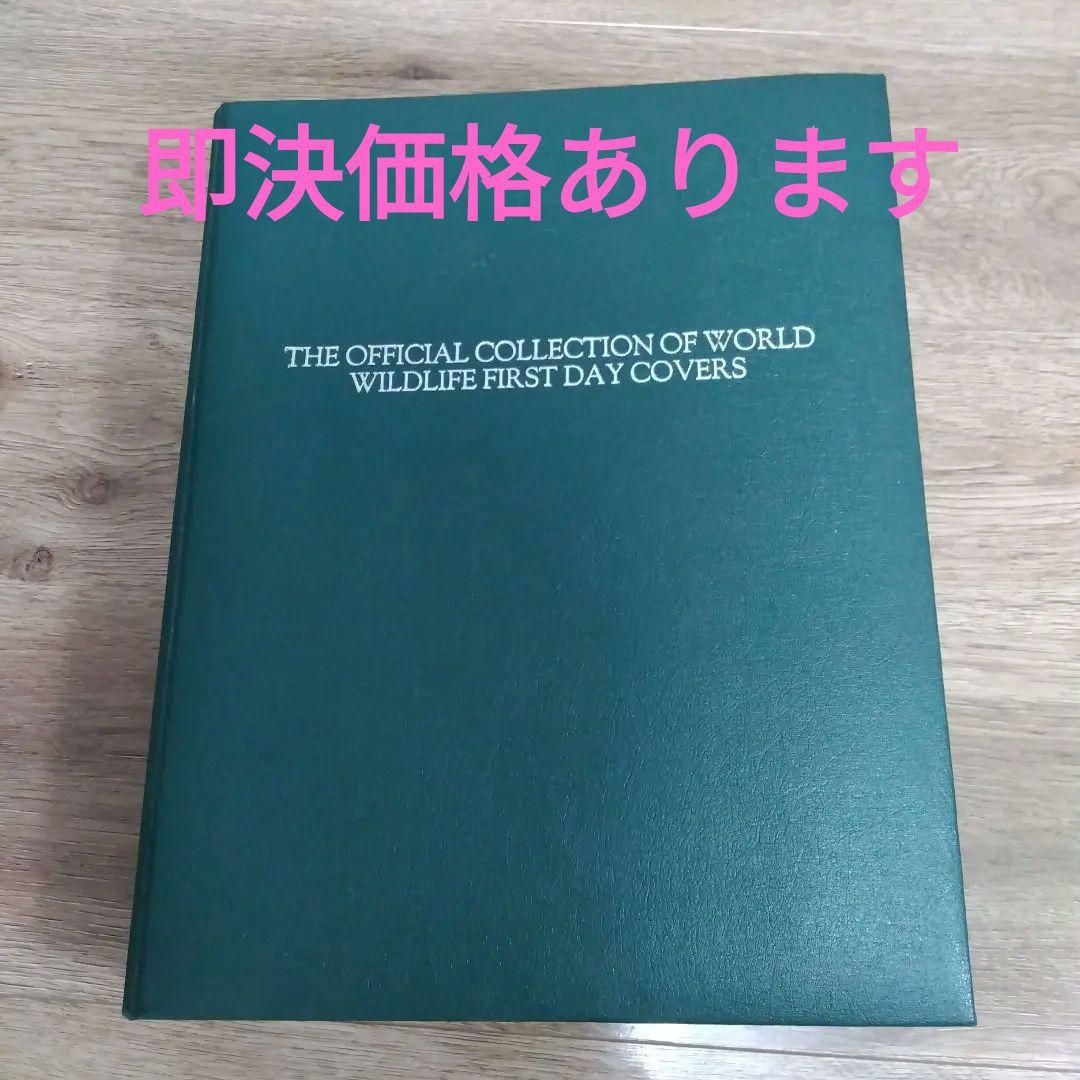 即決価格あります
THE OFFICIAL COLLECTION OF WORLD
WILDLIFE FIRST DAY COVERS